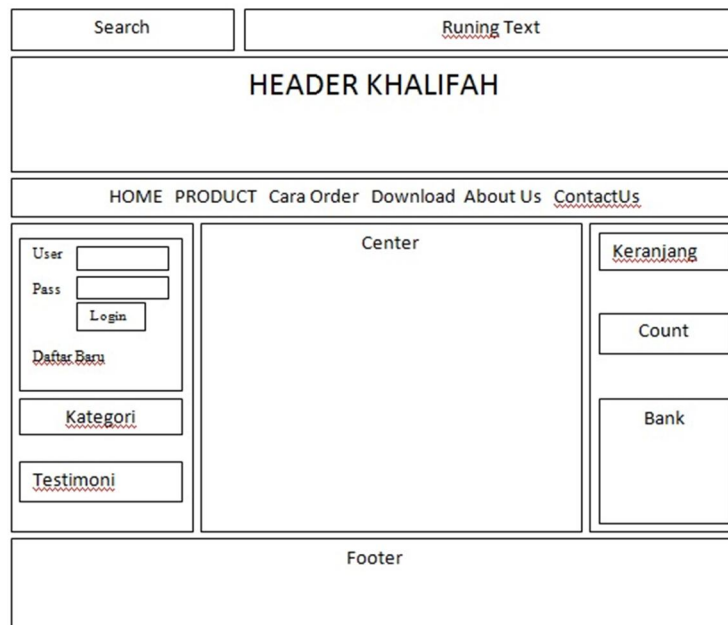 Search
Runing Text
HEADER KHALIFAH
HOME PRODUCT Cara Order Download About Us ContactUs
User
Pass
Login
Daftar Baru
Kategori
Testimoni
Center
Keranjang
Count
Bank
Footer